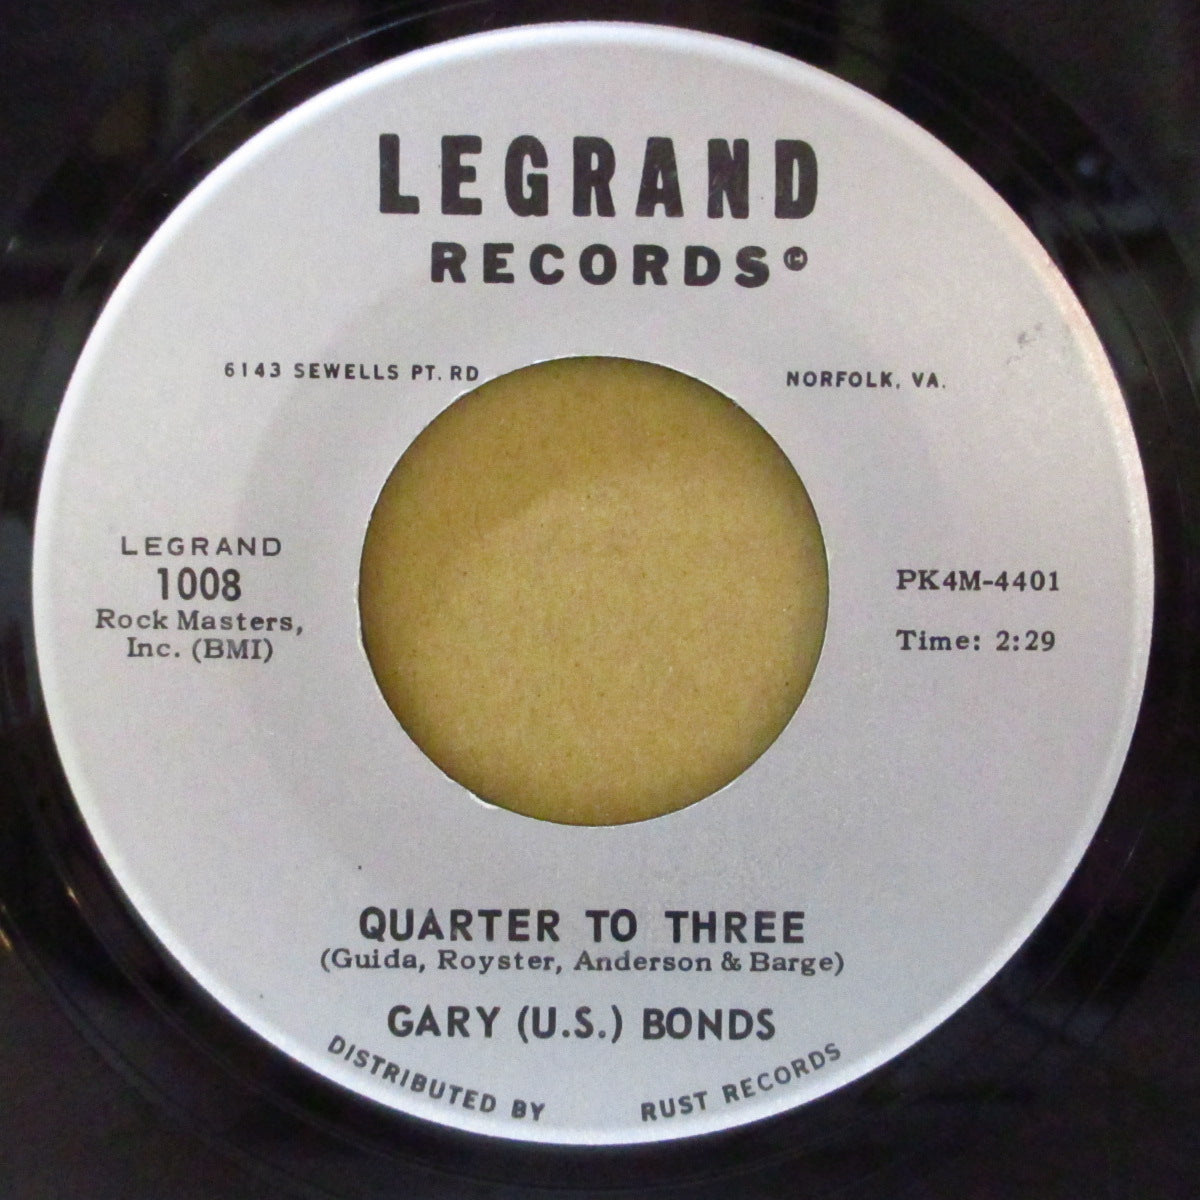 LEGRAND
RECORDS©
6143 SEWELLS PT. RD
NORFOLK, VA.
LEGRAND
1008
Rock Masters,
Inc. (BMI)
PK4M-4401
Time: 2:29
QUARTER TO THREE
(Guida, Royster, Anderson & Barge)
GARY (U.S.) BONDS
DISTRIBUTED BY RUST RECORDS